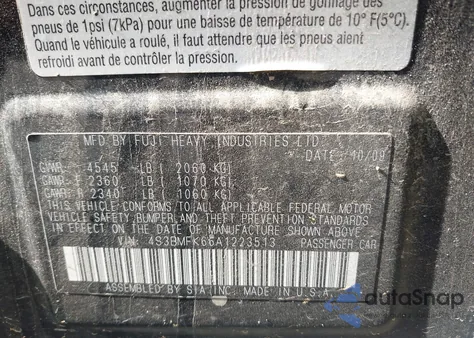 Dans ces circonstances, augmenter la pression de gonflage des
pneus de 1psi (7kPa) pour une baisse de température de 10° F(5°C).
Quand le véhicule a roulé, il faut attendre que les pneus aient
refroidi avant de contrôler la pression.
MFD BY FUJI HEAVY INDUSTRIES LTD.
DATE: 10/09
GVWR: 4545 LB ( 2060 KG)
GAWR: F 2360 LB ( 1070 KG)
GAWR: R 2340 LB ( 1060 KG)
THIS VEHICLE CONFORMS TO ALL APPLICABLE FEDERAL MOTOR
VEHICLE SAFETY, BUMPER, AND THEFT PREVENTION
STANDARDS IN EFFECT ON THE DATE OF MANUFACTURE SHOWN ABOVE
VIN: 4S3BMFK66A1223513 PASSENGER CAR
ASSEMBLED BY SIA, INC. MADE IN U.S.A.
dutaSnap